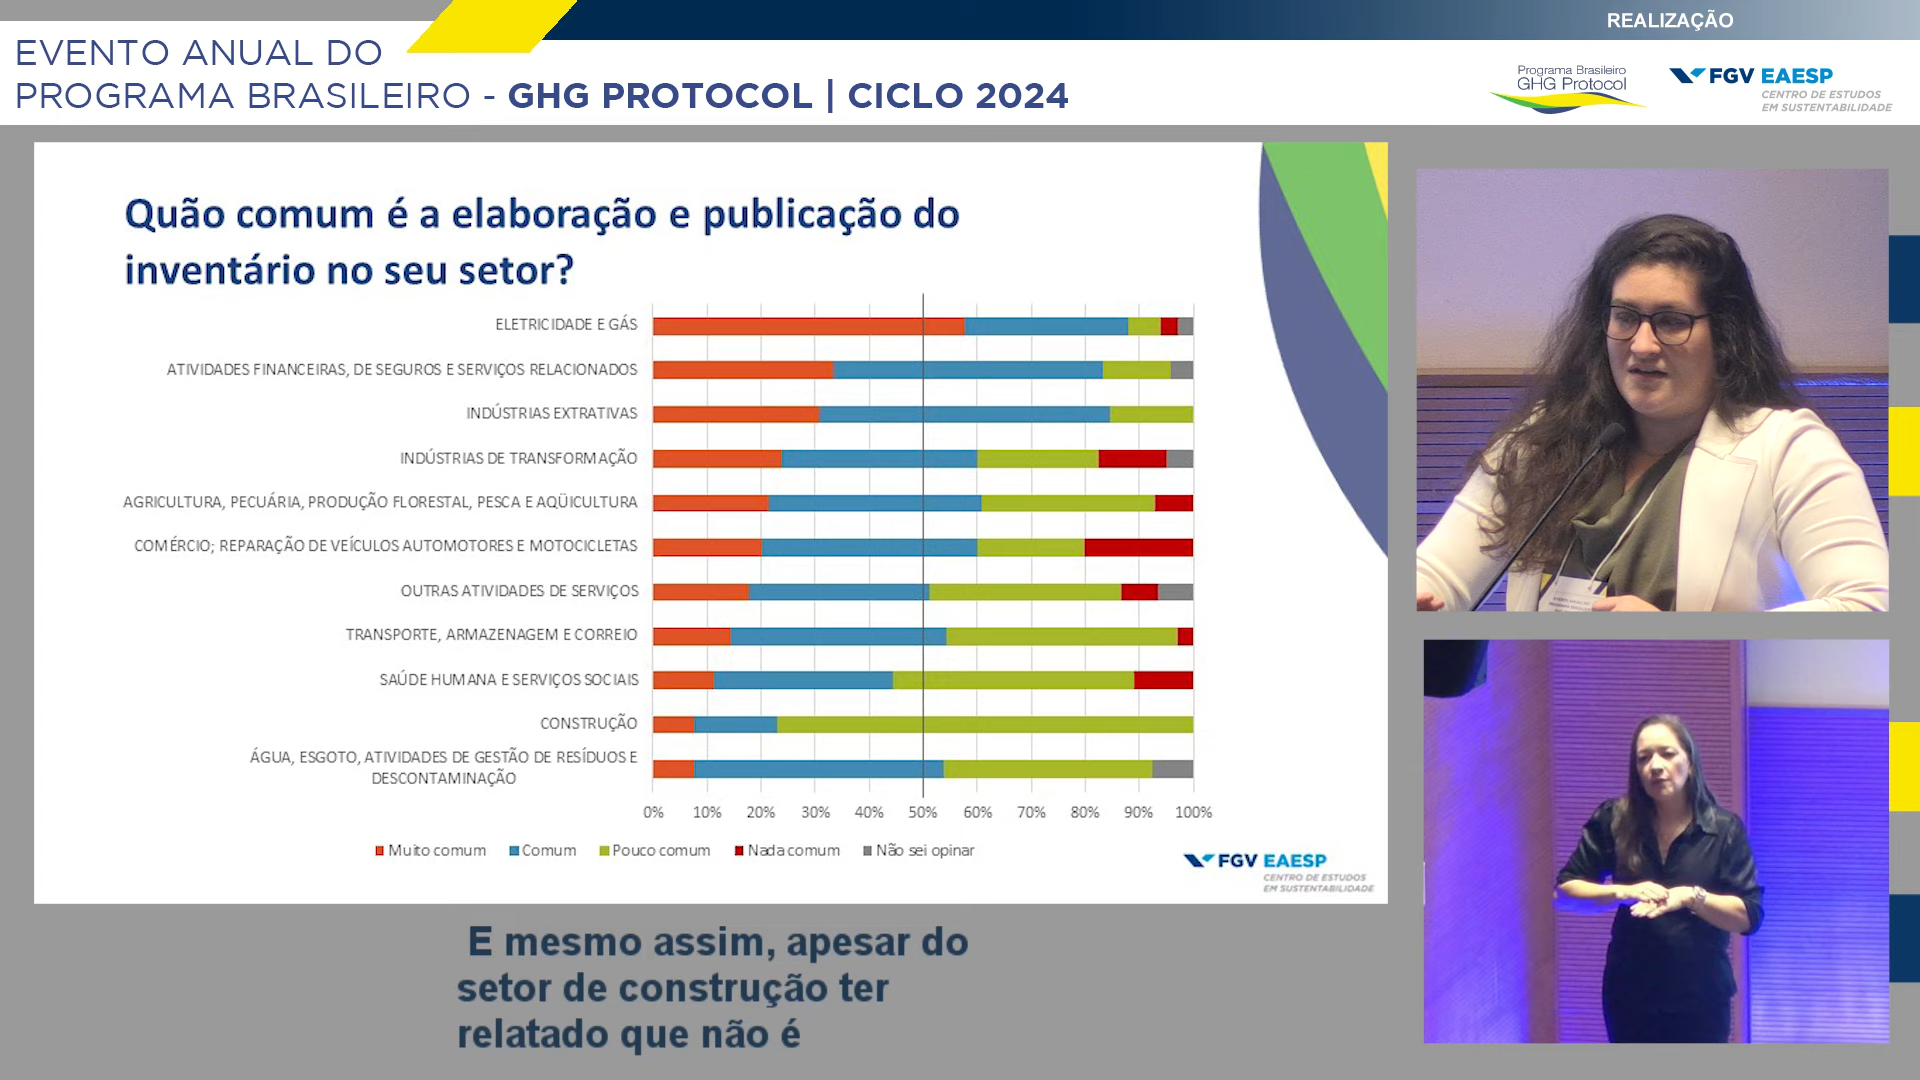 REALIZAÇÃO
EVENTO ANUAL DO
PROGRAMA BRASILEIRO - GHG PROTOCOL | CICLO 2024
Programa Brasileiro
GHG Protocol
FGV EAESP
CENTRO DE ESTUDOS
EM SUSTENTABILIDADE
Quão comum é a elaboração e publicação do
inventário no seu setor?
ELETRICIDADE E GÁS
ATIVIDADES FINANCEIRAS, DE SEGUROS E SERVIÇOS RELACIONADOS
INDÚSTRIAS EXTRATIVAS
INDÚSTRIAS DE TRANSFORMAÇÃO
AGRICULTURA, PECUÁRIA, PRODUÇÃO FLORESTAL, PESCA E AQÜICULTURA
COMÉRCIO; REPARAÇÃO DE VEÍCULOS AUTOMOTORES E MOTOCICLETAS
OUTRAS ATIVIDADES DE SERVIÇOS
TRANSPORTE, ARMAZENAGEM E CORREIO
SAÚDE HUMANA E SERVIÇOS SOCIAIS
CONSTRUÇÃO
ÁGUA, ESGOTO, ATIVIDADES DE GESTÃO DE RESÍDUOS E
DESCONTAMINAÇÃO
0% 10% 20% 30% 40% 50% 60% 70% 80% 90% 100%
Muito comum Comum Pouco comum Nada comum Não sei opinar
FGV EAESP
CENTRO DE ESTUDOS
EM SUSTENTABILIDADE
E mesmo assim, apesar do
setor de construção ter
relatado que não é